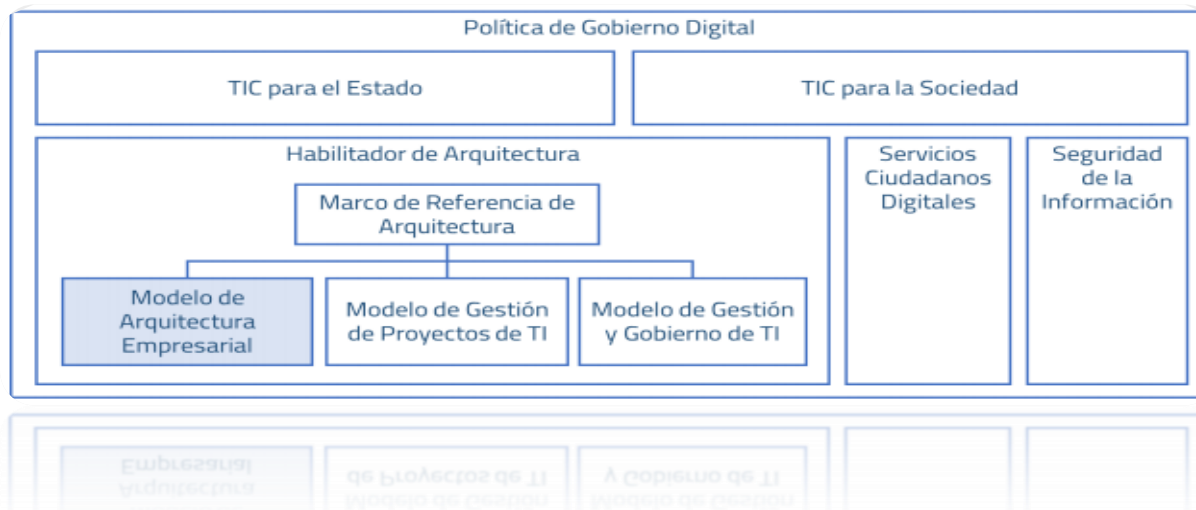 Política de Gobierno Digital
TIC para el Estado
TIC para la Sociedad
Habilitador de Arquitectura
Marco de Referencia de
Arquitectura
Modelo de
Arquitectura
Empresarial
Modelo de Gestión
de Proyectos de TI
Modelo de Gestión
y Gobierno de TI
Servicios
Ciudadanos
Digitales
Seguridad
de la
Información